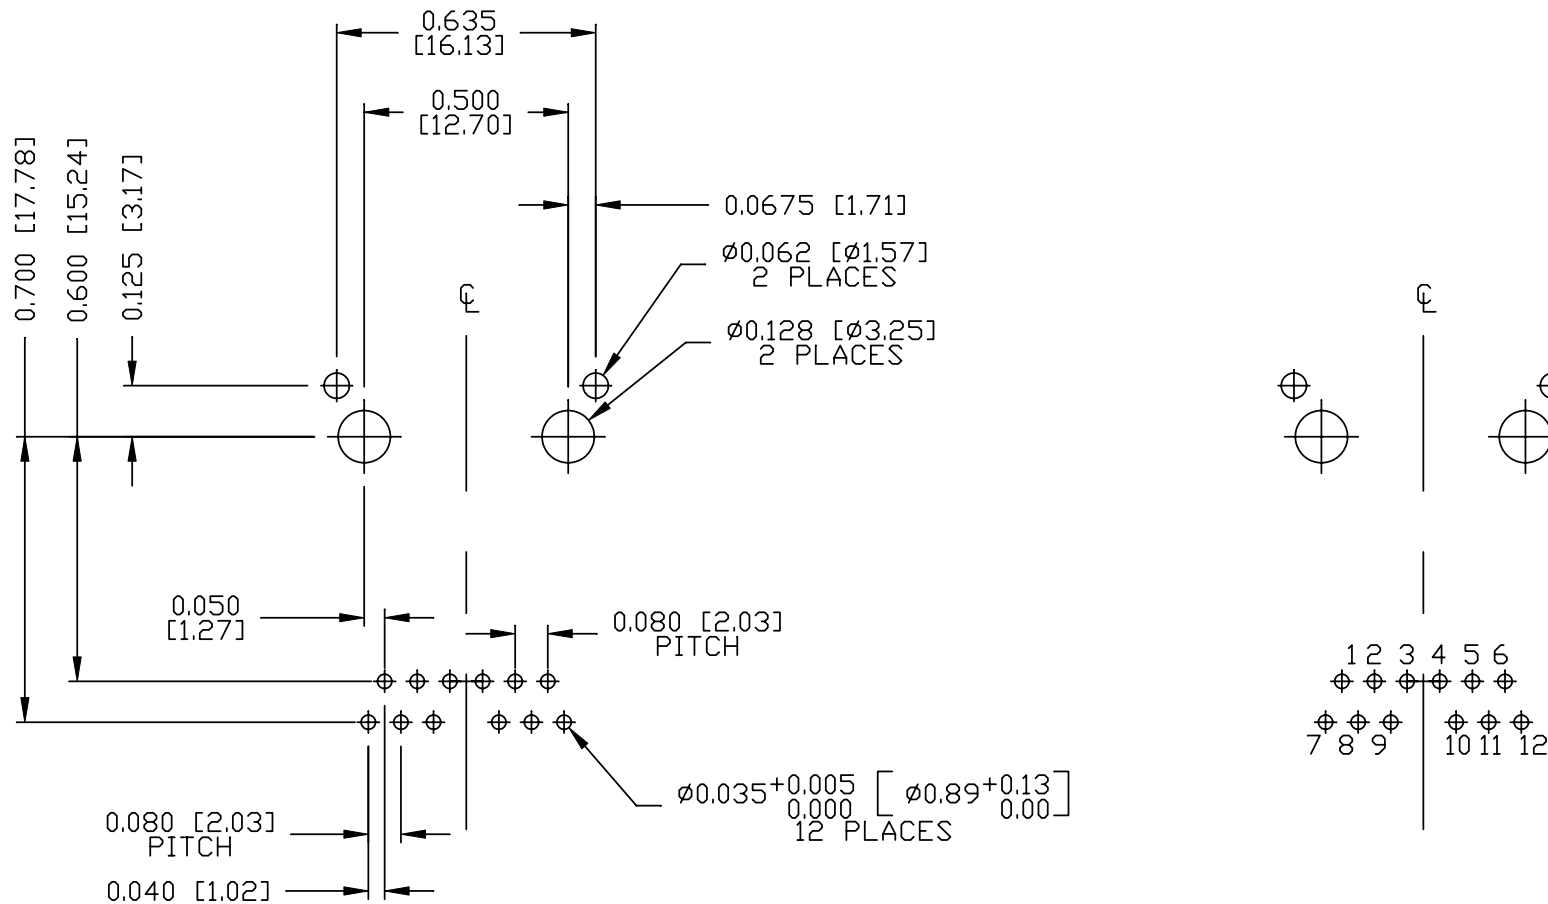 0.635
[16.13]
0.500
[12.70]
0.700 [17.78]
0.600 [15.24]
0.125 [3.17]
0.0675 [1.71]
Ø0.062 [Ø1.57]
2 PLACES
℄
Ø0.128 [Ø3.25]
2 PLACES
℄
0.050
[1.27]
0.080 [2.03]
PITCH
1 2 3 4 5 6
7 8 9 10 11 12
Ø0.035 +0.005 [Ø0.89 +0.13]
0.000 0.00
12 PLACES
0.080 [2.03]
PITCH
0.040 [1.02]